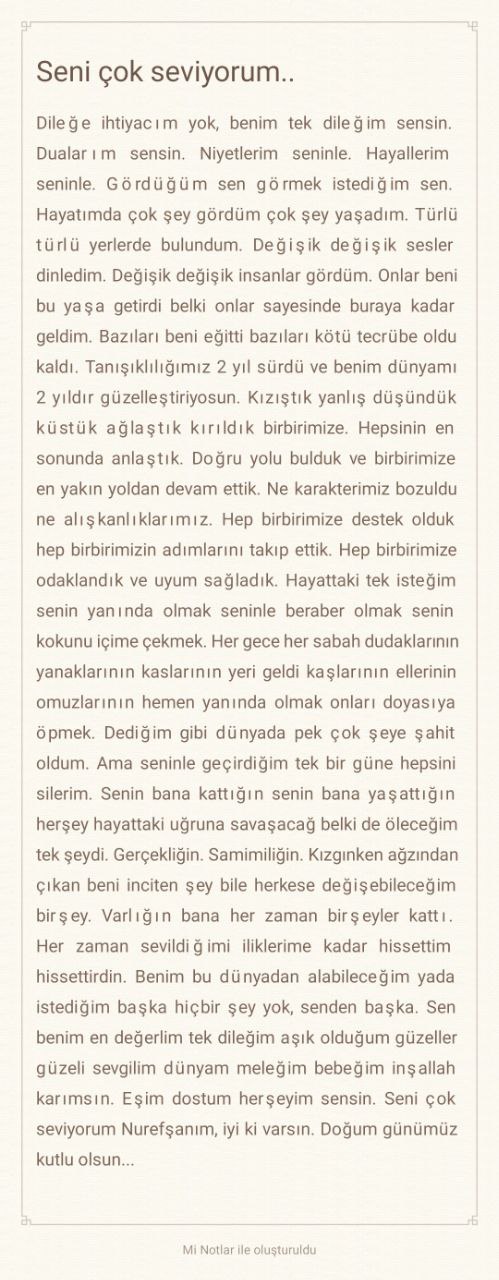 Seni çok seviyorum..
Dileğe ihtiyacım yok, benim tek dileğim sensin.
Dualarım sensin. Niyetlerim seninle. Hayallerim
seninle. Gördüğüm sen görmek istediğim sen.
Hayatımda çok şey gördüm çok şey yaşadım. Türlü
türlü yerlerde bulundum. Değişik değişik sesler
dinledim. Değişik değişik insanlar gördüm. Onlar beni
bu yaşa getirdi belki onlar sayesinde buraya kadar
geldim. Bazıları beni eğitti bazıları kötü tecrübe oldu
kaldı. Tanışıklılığımız 2 yıl sürdü ve benim dünyamı
2 yıldır güzelleştiriyosun. Kızıştık yanlış düşündük
küstük ağlaştık kırıldık birbirimize. Hepsinin en
sonunda anlaştık. Doğru yolu bulduk ve birbirimize
en yakın yoldan devam ettik. Ne karakterimiz bozuldu
ne alışkanlıklarımız. Hep birbirimize destek olduk
hep birbirimizin adımlarını takıp ettik. Hep birbirimize
odaklandık ve uyum sağladık. Hayattaki tek isteğim
senin yanında olmak seninle beraber olmak senin
kokunu içime çekmek. Her gece her sabah dudaklarının
yanaklarının kaslarının yeri geldi kaşlarının ellerinin
omuzlarının hemen yanında olmak onları doyasıya
öpmek. Dediğim gibi dünyada pek çok şeye şahit
oldum. Ama seninle geçirdiğim tek bir güne hepsini
silerim. Senin bana kattığın senin bana yaşattığın
herşey hayattaki uğruna savaşacağ belki de öleceğim
tek şeydi. Gerçekliğin. Samimiliğin. Kızgınken ağzından
çıkan beni inciten şey bile herkese değişebileceğim
birşey. Varlığın bana her zaman birşeyler kattı.
Her zaman sevildiğimi iliklerime kadar hissettim
hissettirdin. Benim bu dünyadan alabileceğim yada
istediğim başka hiçbir şey yok, senden başka. Sen
benim en değerlim tek dileğim aşık olduğum güzeller
güzeli sevgilim dünyam meleğim bebeğim inşallah
karımsın. Eşim dostum herşeyim sensin. Seni çok
seviyorum Nurefşanım, iyi ki varsın. Doğum günümüz
kutlu olsun...
Mi Notlar ile oluşturuldu